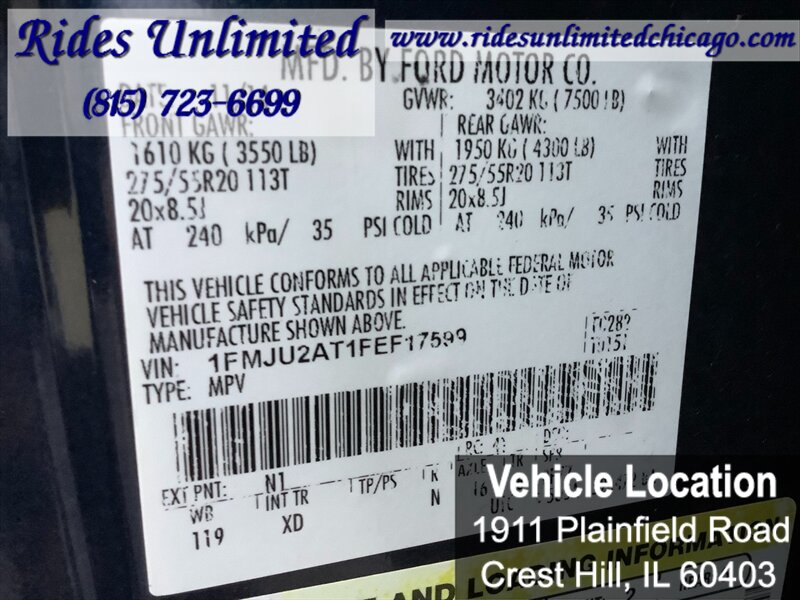 Rides Unlimited
www.ridesunlimitedchicago.com
(815) 723-6699
MFD. BY FORD MOTOR CO.
GVWR: 3402 KG ( 7500 LB)
FRONT GAWR:
1610 KG ( 3550 LB) WITH
275/55R20 113T TIRES
20x8.5J RIMS
AT 240 kPa/ 35 PSI COLD
REAR GAWR:
1950 KG ( 4300 LB) WITH
275/55R20 113T TIRES
20x8.5J RIMS
AT 240 kPa/ 35 PSI COLD
THIS VEHICLE CONFORMS TO ALL APPLICABLE FEDERAL MOTOR
VEHICLE SAFETY STANDARDS IN EFFECT ON THE DATE OF
MANUFACTURE SHOWN ABOVE.
VIN: 1FMJU2AT1FEF17599
TYPE: MPV
EXT PNT: N1
WB INT TR TP/PS R
119 XD N
Vehicle Location
1911 Plainfield Road
Crest Hill, IL 60403
AND LOADING INFORMATION